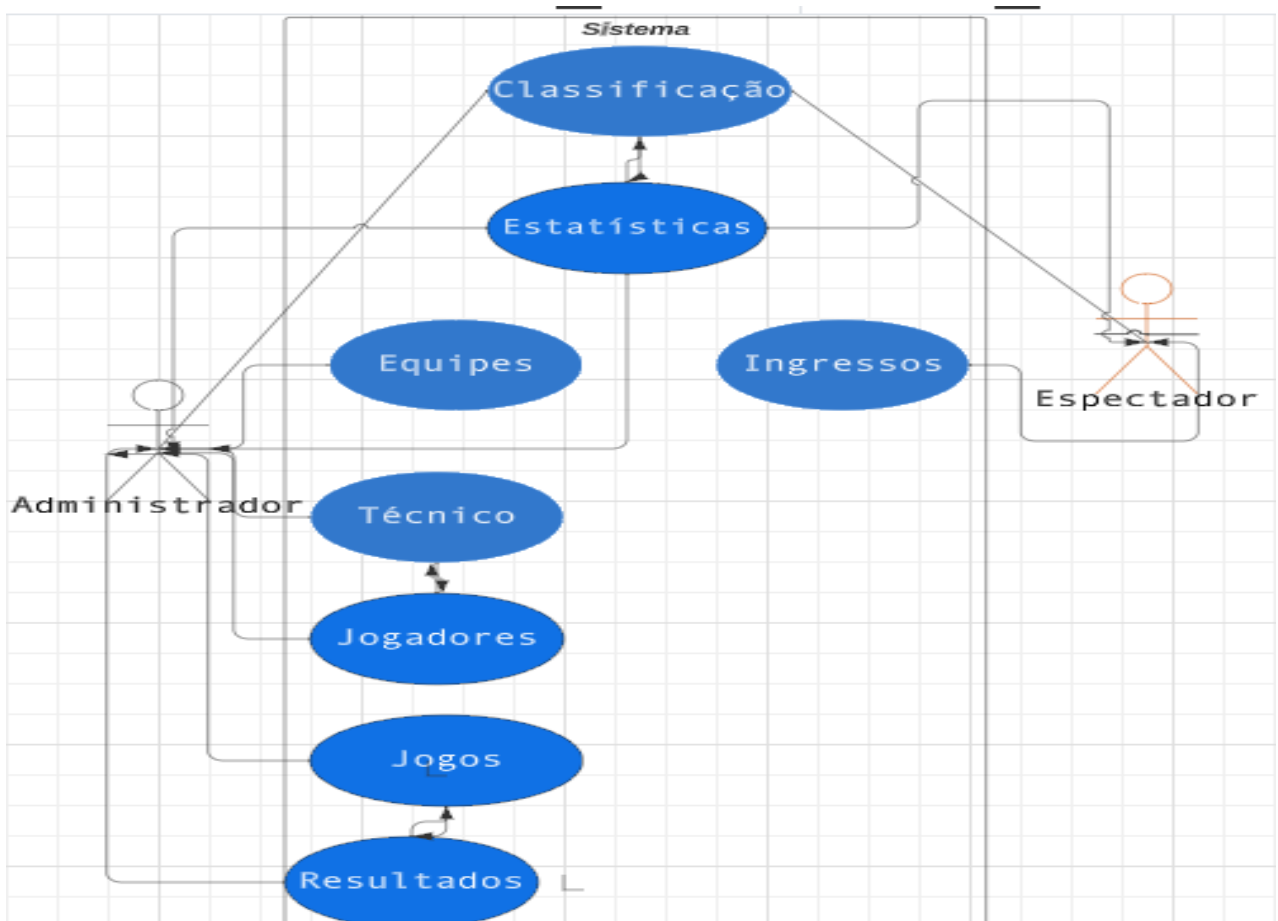 Sistema
Classificação
Estatísticas
Equipes
Ingressos
Espectador
Administrador
Técnico
Jogadores
Jogos
Resultados